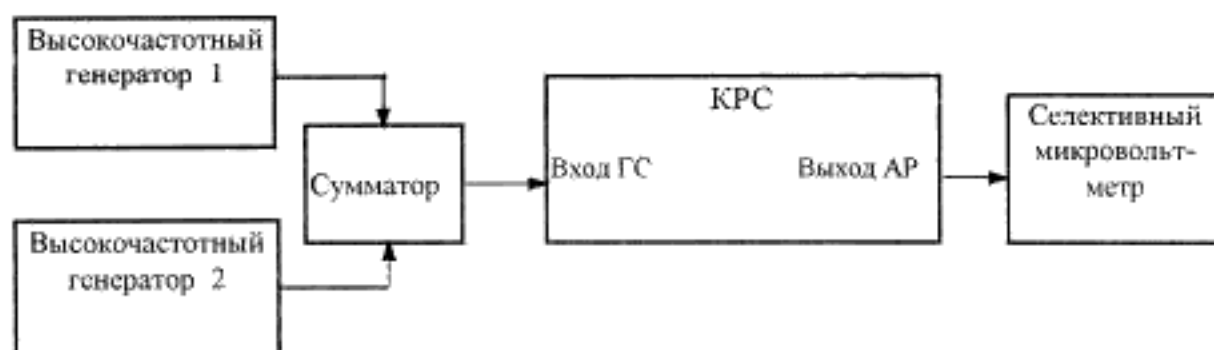 Высокочастотный
генератор 1
КРС
Селективный
микровольт-
метр
Вход ГС
Выход АР
Сумматор
Высокочастотный
генератор 2